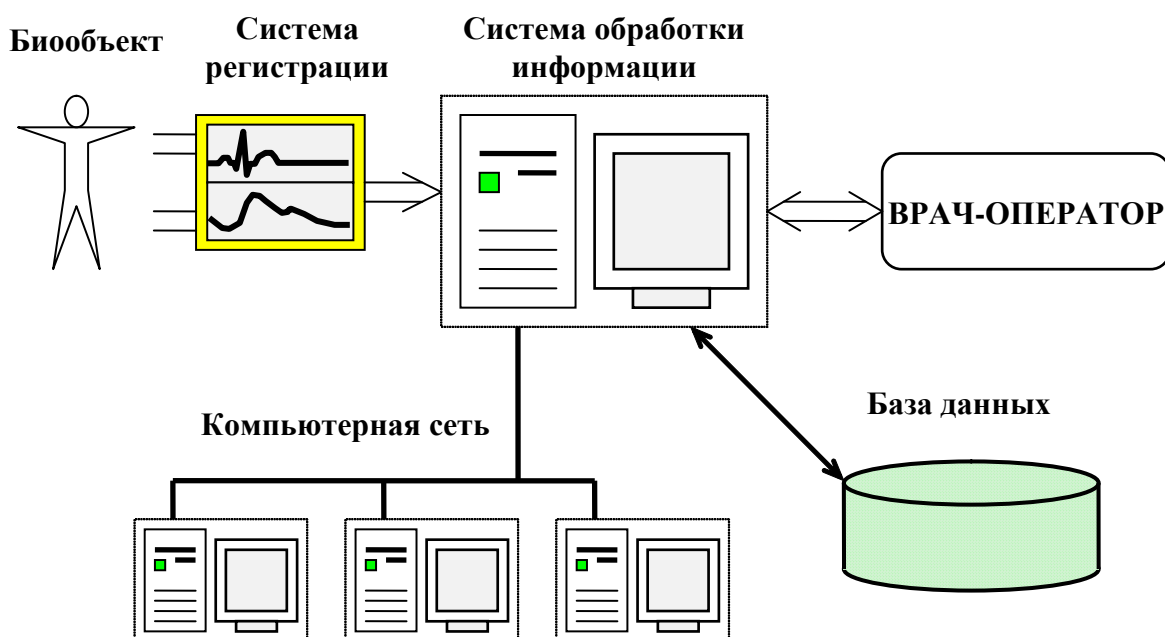 Биообъект
Система
регистрации
Система обработки
информации
ВРАЧ-ОПЕРАТОР
Компьютерная сеть
База данных